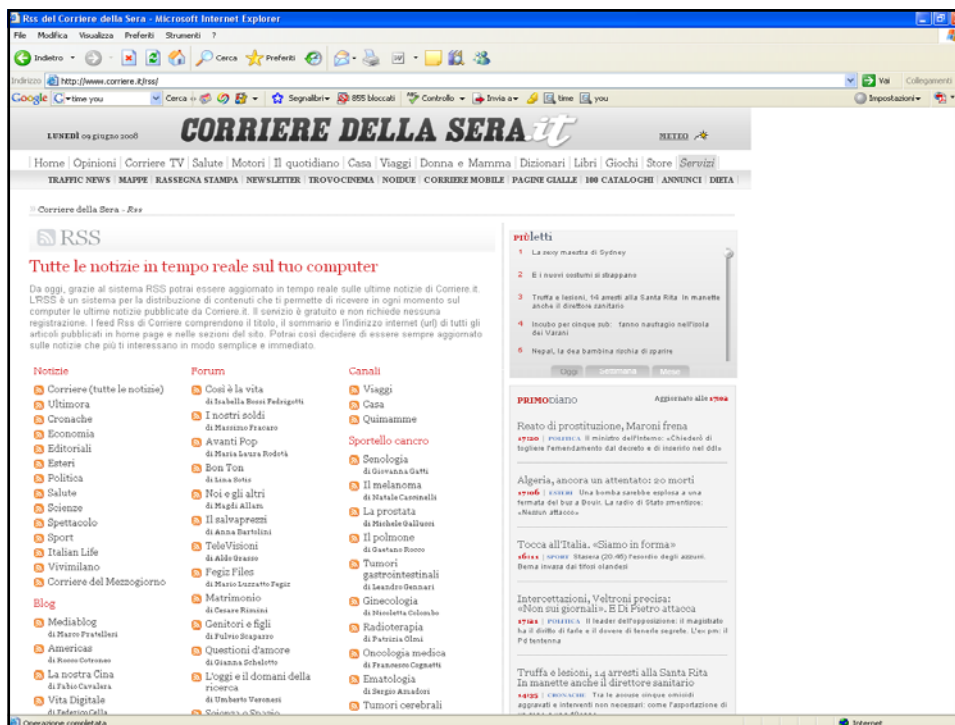 Rss del Corriere della Sera - Microsoft Internet Explorer
File Modifica Visualizza Preferiti Strumenti ?
Indietro Cerca Preferiti
Indirizzo http://www.corriere.it/rss/ Vai Collegamenti
Google time you Cerca Segnalibri 855 bloccati Controllo Invia a time you Impostazioni
LUNEDÌ 09 giugno 2008 CORRIERE DELLA SERA.it METEO
Home | Opinioni | Corriere TV | Salute | Motori | Il quotidiano | Casa | Viaggi | Donna e Mamma | Dizionari | Libri | Giochi | Store | Servizi
TRAFFIC NEWS | MAPPE | RASSEGNA STAMPA | NEWSLETTER | TROVOCINEMA | NOIDUE | CORRIERE MOBILE | PAGINE GIALLE | 100 CATALOGHI | ANNUNCI | DIETA
Corriere della Sera - Rss
RSS
Tutte le notizie in tempo reale sul tuo computer
Da oggi, grazie al sistema RSS potrai essere aggiornato in tempo reale sulle ultime notizie di Corriere.it.
L'RSS è un sistema per la distribuzione di contenuti che ti permette di ricevere in ogni momento sul
computer le ultime notizie pubblicate da Corriere.it. Il servizio è gratuito e non richiede nessuna
registrazione. I feed Rss di Corriere comprendono il titolo, il sommario e l'indirizzo internet (url) di tutti gli
articoli pubblicati in home page e nelle sezioni del sito. Potrai così decidere di essere sempre aggiornato
sulle notizie che più ti interessano in modo semplice e immediato.
Notizie
Corriere (tutte le notizie)
Ultimora
Cronache
Economia
Editoriali
Esteri
Politica
Salute
Scienze
Spettacolo
Sport
Italian Life
Vivimilano
Corriere del Mezzogiorno
Blog
Mediablog
di Marco Pratellesi
Americas
di Rocco Cotroneo
La nostra Cina
di Fabio Cavalera
Vita Digitale
di Federico Cella
Forum
Così è la vita
di Isabella Bossi Fedrigotti
I nostri soldi
di Massimo Fracaro
Avanti Pop
di Maria Laura Rodotà
Bon Ton
di Lina Sotis
Noi e gli altri
di Magdi Allam
Il salvaprezzi
di Anna Bartolini
TeleVisioni
di Aldo Grasso
Fegiz Files
di Mario Luzzatto Fegiz
Matrimonio
di Cesare Rimini
Genitori e figli
di Fulvio Scaparro
Questioni d'amore
di Gianna Schelotto
L'oggi e il domani della
ricerca
di Umberto Veronesi
Scienza e Spazio
Canali
Viaggi
Casa
Quimamme
Sportello cancro
Senologia
di Giovanna Gatti
Il melanoma
di Natale Cascinelli
La prostata
di Michele Gallucci
Il polmone
di Gaetano Rocco
Tumori
gastrointestinali
di Leandro Gennari
Ginecologia
di Nicoletta Colombo
Radioterapia
di Patrizia Olmi
Oncologia medica
di Francesco Cognetti
Ematologia
di Sergio Amadori
Tumori cerebrali
PIÙletti
1 La sexy maestra di Sydney
2 E i nuovi costumi si strappano
3 Truffa e lesioni, 14 arresti alla Santa Rita In manette
anche il direttore sanitario
4 Incubo per cinque sub: fanno naufragio nell'isola
dei Varani
5 Nepal, la dea bambina rischia di sparire
Oggi Settimana Mese
PRIMOpiano Aggiornato alle 17:02
Reato di prostituzione, Maroni frena
17:20 | POLITICA Il ministro dell'Interno: «Chiederò di
togliere l'emendamento dal decreto e di inserirlo nel ddl»
Algeria, ancora un attentato: 20 morti
17:06 | ESTERI Una bomba sarebbe esplosa a una
fermata del bus a Bouir. La radio di Stato smentisce:
«Nessun attacco»
Tocca all'Italia. «Siamo in forma»
16:11 | SPORT Stasera (20.45) l'esordio degli azzurri.
Berna invasa dai tifosi olandesi
Intercettazioni, Veltroni precisa:
«Non sui giornali». E Di Pietro attacca
17:21 | POLITICA Il leader dell'opposizione: il magistrato
ha il diritto di farle e il dovere di tenerle segrete. L'ex pm: il
Pd tentenna
Truffa e lesioni, 14 arresti alla Santa Rita
In manette anche il direttore sanitario
14:35 | CRONACHE Tra le accuse cinque omicidi
aggravati e interventi non necessari: come l'asportazione di
Operazione completata Internet